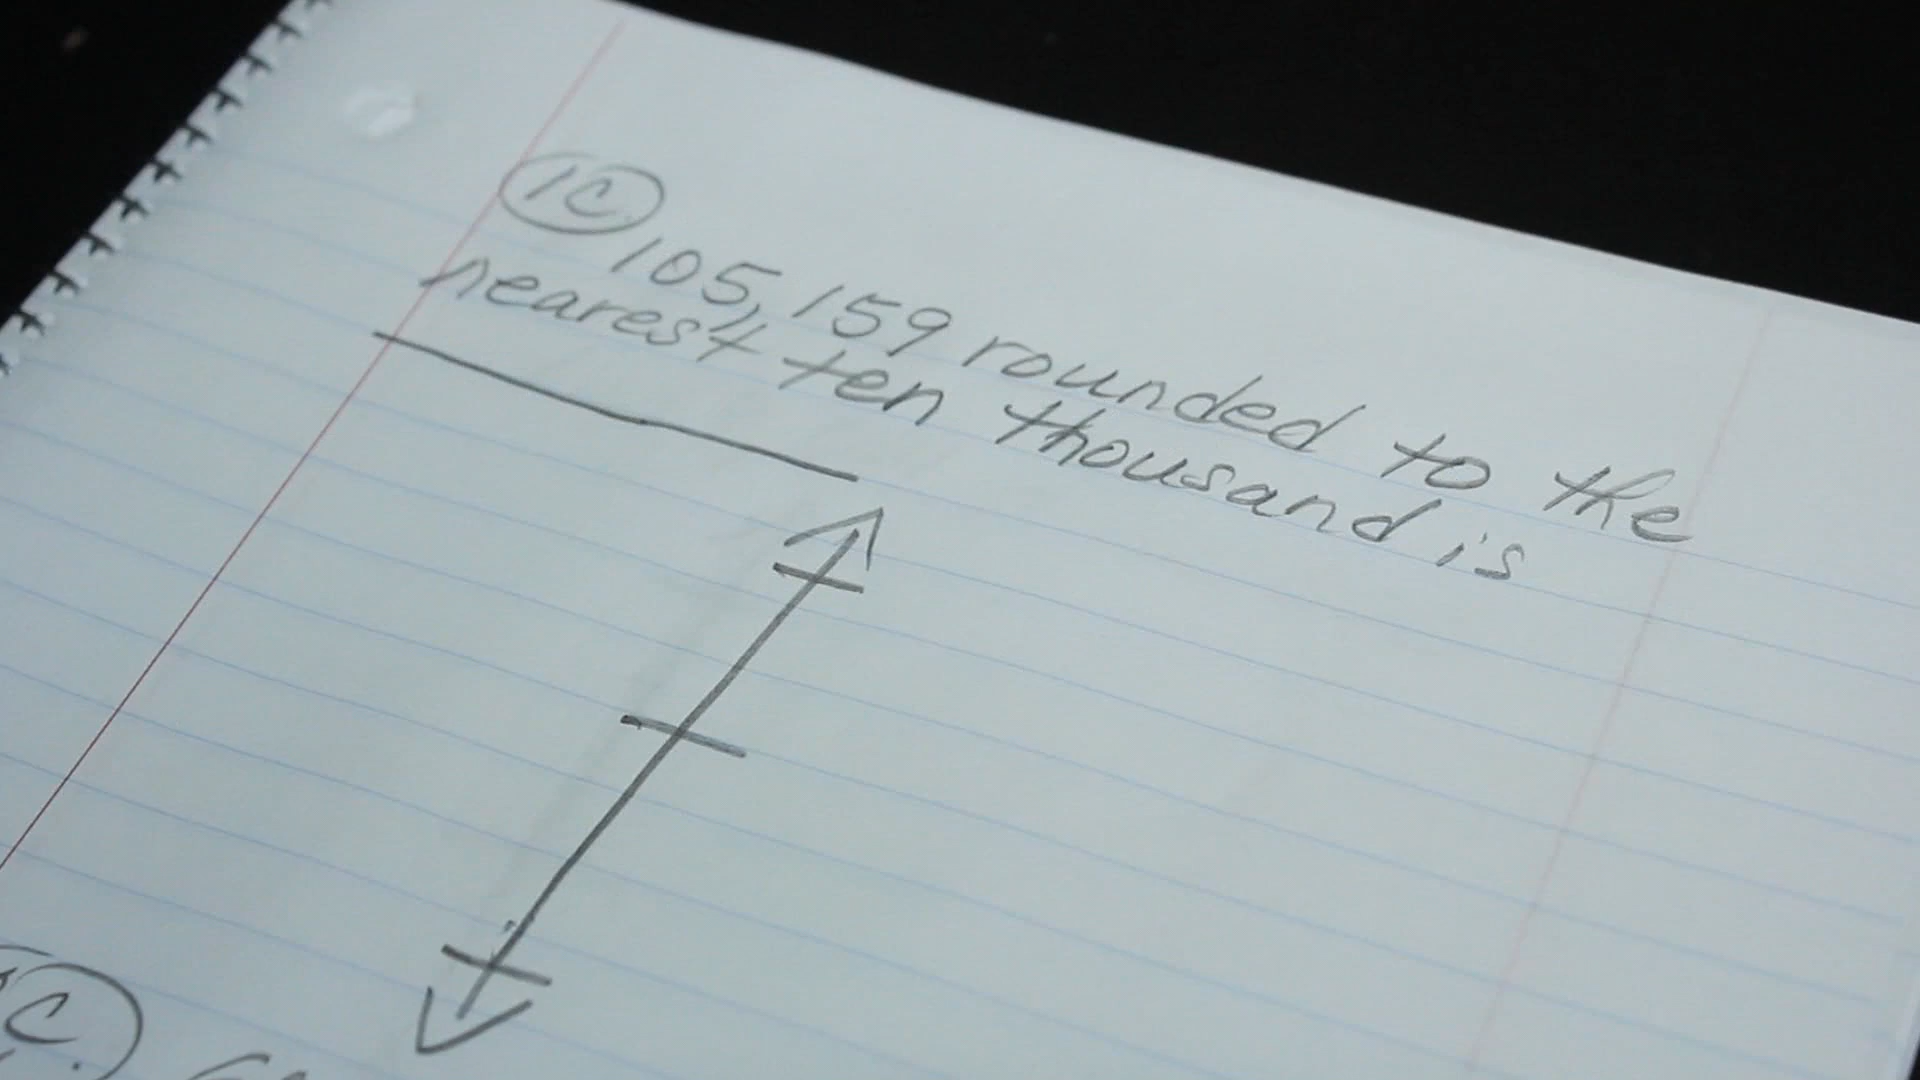 1c.
105,159 rounded to the
nearest ten thousand is
c.